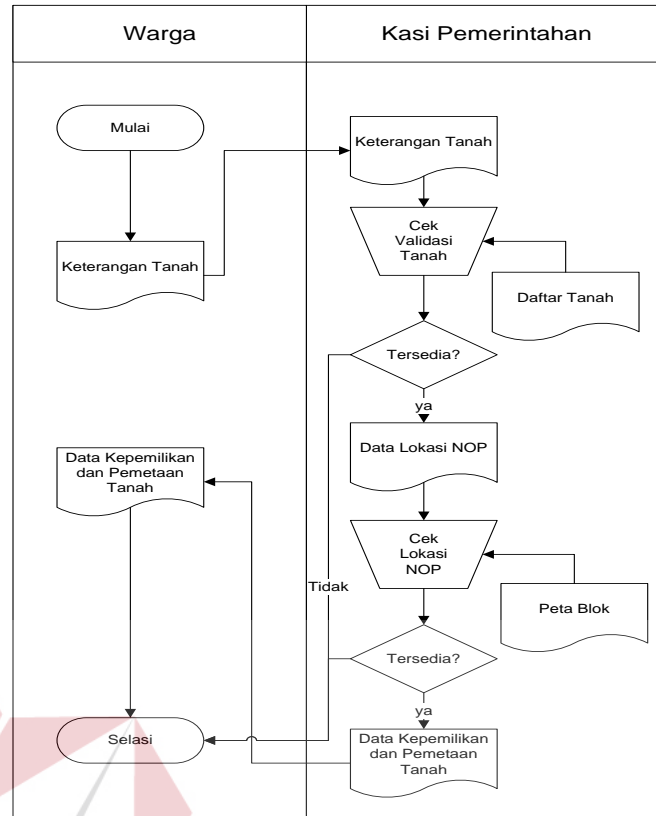 Warga
Kasi Pemerintahan
Mulai
Keterangan Tanah
Keterangan Tanah
Cek
Validasi
Tanah
Daftar Tanah
Tersedia?
ya
Data Lokasi NOP
Data Kepemilikan
dan Pemetaan
Tanah
Cek
Lokasi
NOP
Tidak
Peta Blok
Tersedia?
ya
Selasi
Data Kepemilikan
dan Pemetaan
Tanah